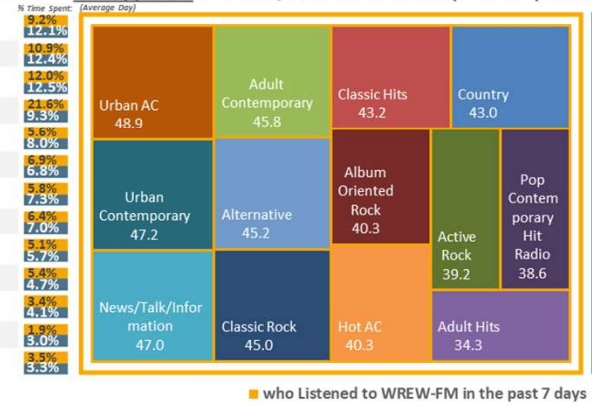 % Time Spent: (Average Day)
9.2%
12.1%
10.9%
12.4%
12.0%
12.5%
21.6%
9.3%
5.6%
8.0%
6.9%
6.8%
5.8%
7.3%
6.4%
7.0%
5.1%
5.7%
5.4%
4.7%
3.4%
4.1%
1.9%
3.0%
3.5%
3.3%
Urban AC
48.9
Adult
Contemporary
45.8
Classic Hits
43.2
Country
43.0
Urban
Contemporary
47.2
Alternative
45.2
Album
Oriented
Rock
40.3
Active
Rock
39.2
Pop
Contem
porary
Hit
Radio
38.6
News/Talk/Infor
mation
47.0
Classic Rock
45.0
Hot AC
40.3
Adult Hits
34.3
who Listened to WREW-FM in the past 7 days